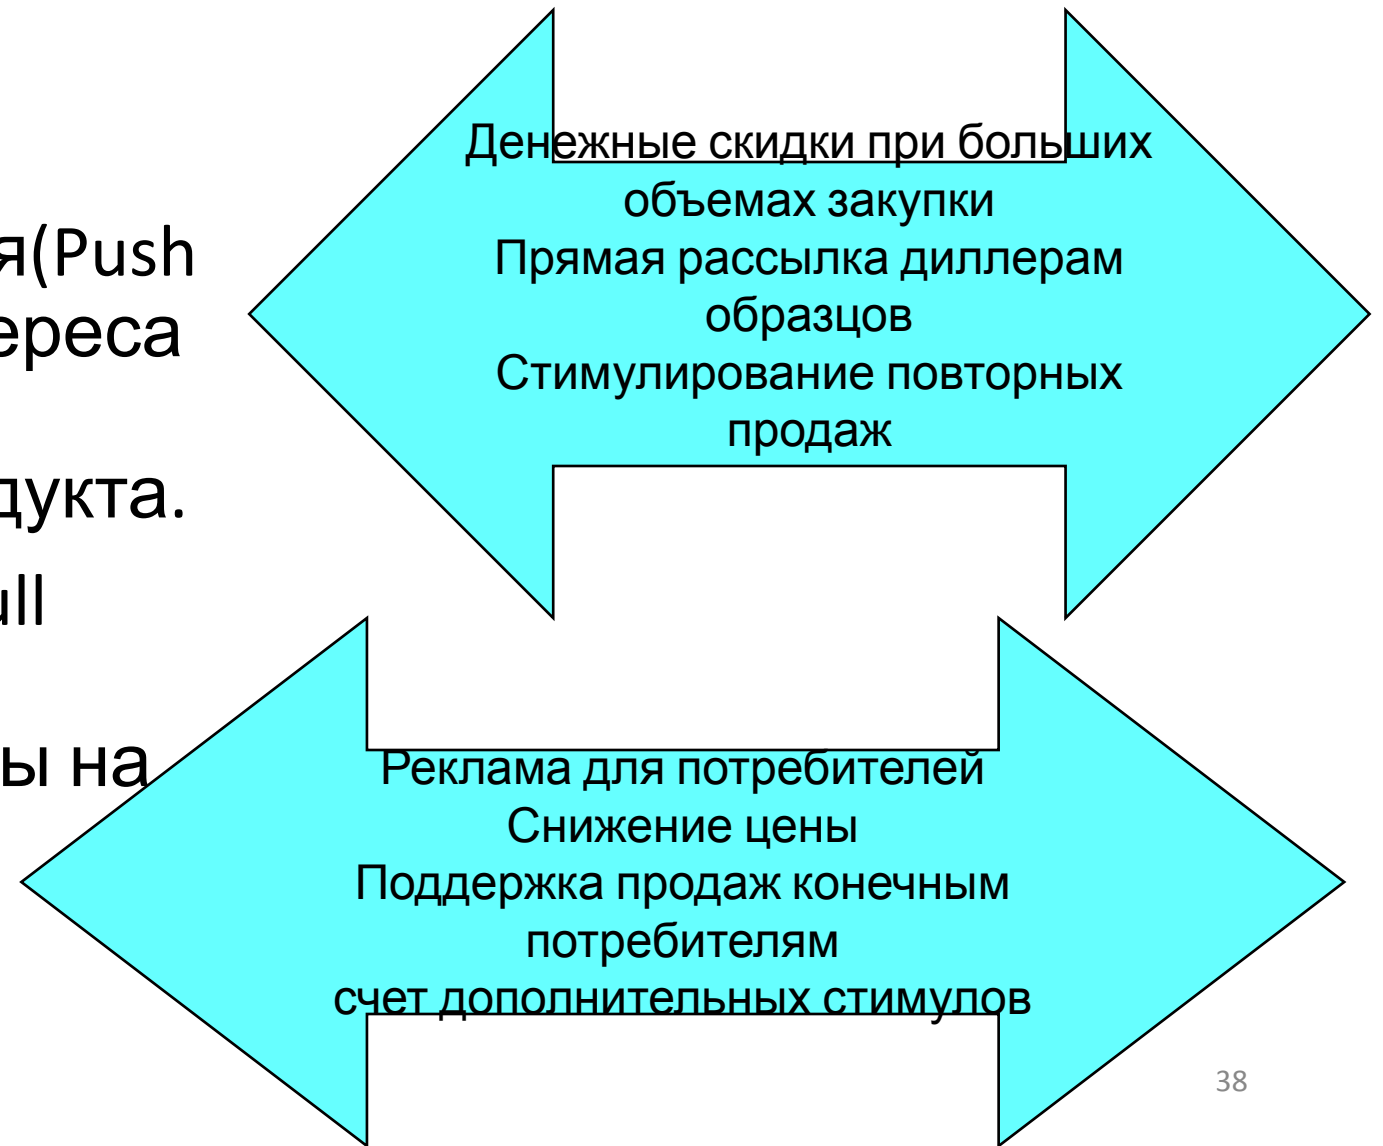 я(Push
ереса
дукта.
ull
ы на
Денежные скидки при больших
объемах закупки
Прямая рассылка диллерам
образцов
Стимулирование повторных
продаж
Реклама для потребителей
Снижение цены
Поддержка продаж конечным
потребителям
счет дополнительных стимулов
38